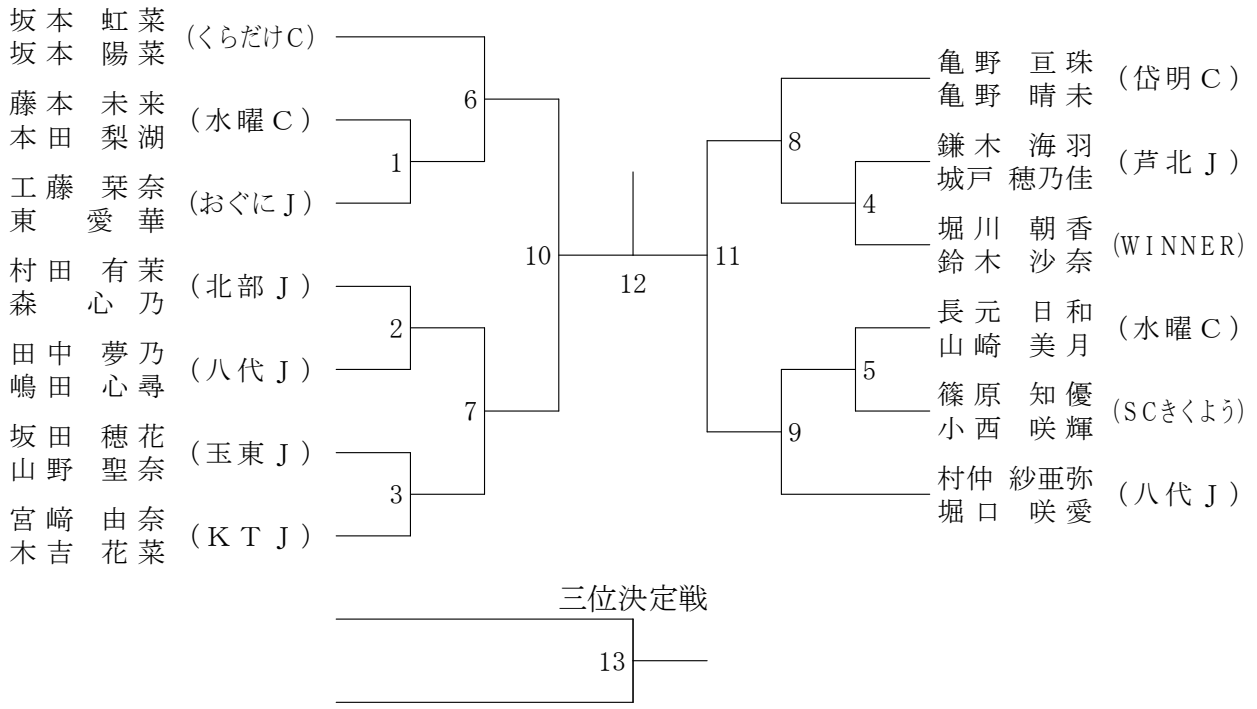 坂本 虹菜
坂本 陽菜
(くらだけC)
藤本 未来
本田 梨湖
(水曜C)
工藤 栞奈
東 愛華
(おぐにJ)
村田 有茉
森 心乃
(北部J)
田中 夢乃
嶋田 心尋
(八代J)
坂田 穂花
山野 聖奈
(玉東J)
宮﨑 由奈
木吉 花菜
(KTJ)
6
1
10
2
7
3
12
亀野 亘珠
亀野 晴未
(岱明C)
鎌木 海羽
城戸 穂乃佳
(芦北J)
堀川 朝香
鈴木 沙奈
(WINNER)
長元 日和
山崎 美月
(水曜C)
篠原 知優
小西 咲輝
(SCきくよう)
村仲 紗亜弥
堀口 咲愛
(八代J)
8
4
11
5
9
三位決定戦
13